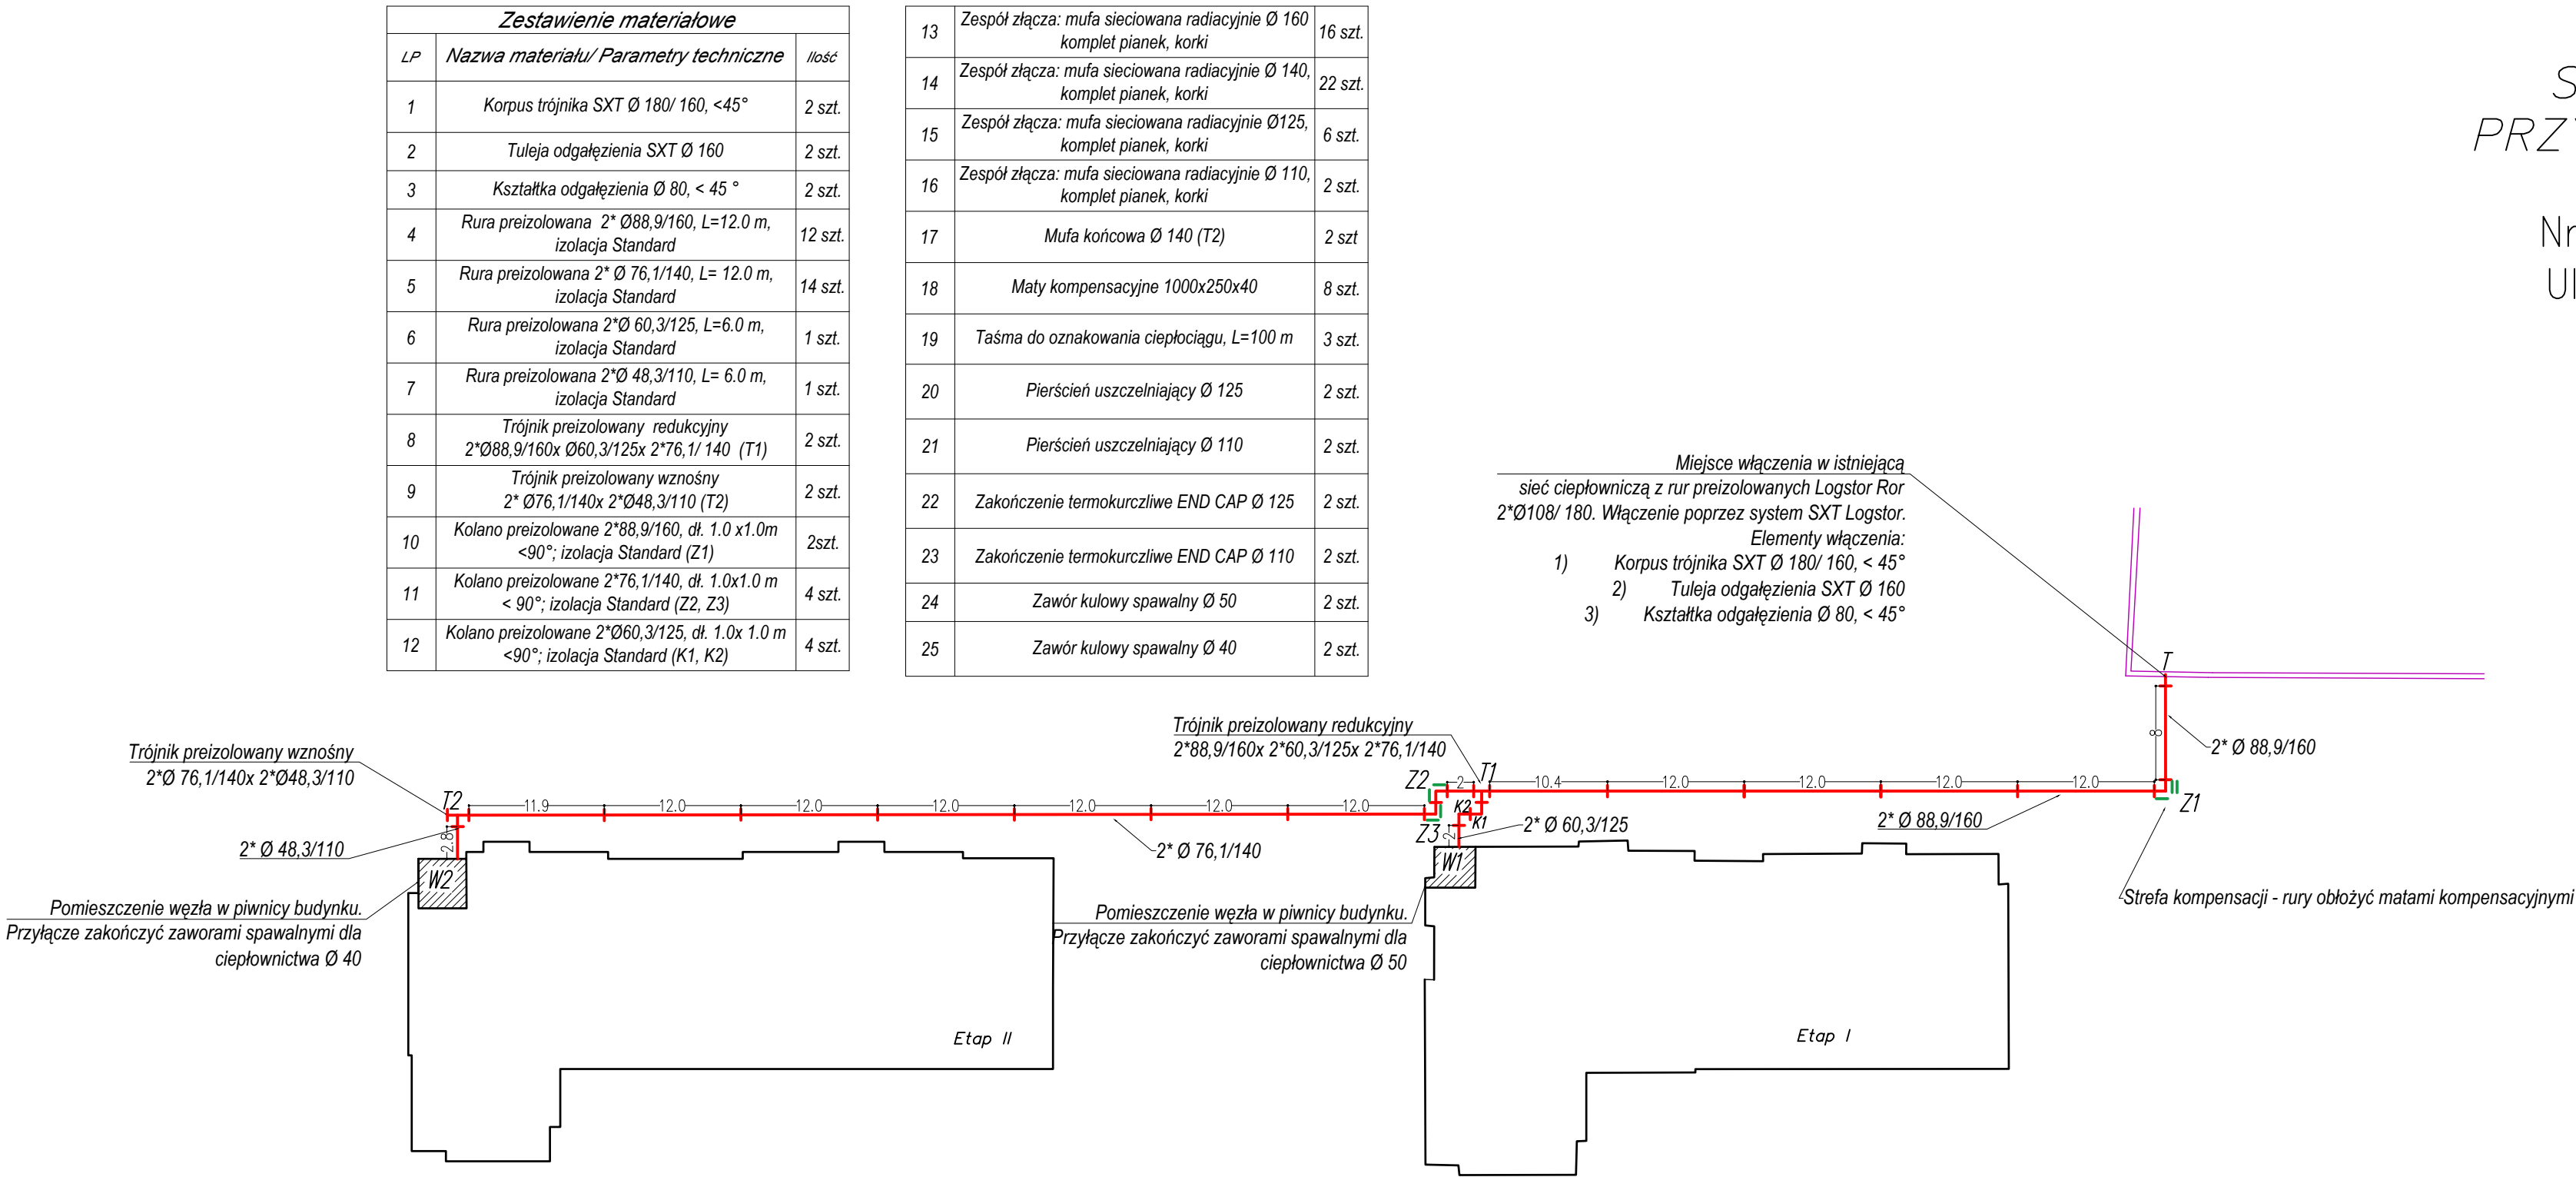 Zestawienie materiałowe
LP Nazwa materiału/ Parametry techniczne Ilość
1 Korpus trójnika SXT Ø 180/ 160, <45° 2 szt.
2 Tuleja odgałęzienia SXT Ø 160 2 szt.
3 Kształtka odgałęzienia Ø 80, < 45 ° 2 szt.
4 Rura preizolowana 2* Ø88,9/160, L=12.0 m,
izolacja Standard 12 szt.
5 Rura preizolowana 2* Ø 76,1/140, L= 12.0 m,
izolacja Standard 14 szt.
6 Rura preizolowana 2*Ø 60,3/125, L=6.0 m,
izolacja Standard 1 szt.
7 Rura preizolowana 2*Ø 48,3/110, L= 6.0 m,
izolacja Standard 1 szt.
8 Trójnik preizolowany redukcyjny
2*Ø88,9/160x Ø60,3/125x 2*76,1/ 140 (T1) 2 szt.
9 Trójnik preizolowany wznośny
2* Ø76,1/140x 2*Ø48,3/110 (T2) 2 szt.
10 Kolano preizolowane 2*88,9/160, dł. 1.0 x1.0m
<90°; izolacja Standard (Z1) 2szt.
11 Kolano preizolowane 2*76,1/140, dł. 1.0x1.0 m
< 90°; izolacja Standard (Z2, Z3) 4 szt.
12 Kolano preizolowane 2*Ø60,3/125, dł. 1.0x 1.0 m
<90°; izolacja Standard (K1, K2) 4 szt.
13 Zespół złącza: mufa sieciowana radiacyjnie Ø 160
komplet pianek, korki 16 szt.
14 Zespół złącza: mufa sieciowana radiacyjnie Ø 140,
komplet pianek, korki 22 szt.
15 Zespół złącza: mufa sieciowana radiacyjnie Ø125,
komplet pianek, korki 6 szt.
16 Zespół złącza: mufa sieciowana radiacyjnie Ø 110,
komplet pianek, korki 2 szt.
17 Mufa końcowa Ø 140 (T2) 2 szt
18 Maty kompensacyjne 1000x250x40 8 szt.
19 Taśma do oznakowania ciepłociągu, L=100 m 3 szt.
20 Pierścień uszczelniający Ø 125 2 szt.
21 Pierścień uszczelniający Ø 110 2 szt.
22 Zakończenie termokurczliwe END CAP Ø 125 2 szt.
23 Zakończenie termokurczliwe END CAP Ø 110 2 szt.
24 Zawór kulowy spawalny Ø 50 2 szt.
25 Zawór kulowy spawalny Ø 40 2 szt.
S
PRZ
Nr
Ul
Miejsce włączenia w istniejącą
sieć ciepłowniczą z rur preizolowanych Logstor Ror
2*Ø108/ 180. Włączenie poprzez system SXT Logstor.
Elementy włączenia:
1) Korpus trójnika SXT Ø 180/ 160, < 45°
2) Tuleja odgałęzienia SXT Ø 160
3) Kształtka odgałęzienia Ø 80, < 45°
T
8
2* Ø 88,9/160
Z1
Trójnik preizolowany redukcyjny
2*88,9/160x 2*60,3/125x 2*76,1/140
Trójnik preizolowany wznośny
2*Ø 76,1/140x 2*Ø48,3/110
T2
11.9 12.0 12.0 12.0 12.0 12.0 12.0
Z2 2 T1 10.4 12.0 12.0 12.0 12.0
K2
K1
Z3
2
2* Ø 60,3/125
2* Ø 88,9/160
2.8
2* Ø 48,3/110
2* Ø 76,1/140
W2
W1
Strefa kompensacji - rury obłożyć matami kompensacyjnymi
Pomieszczenie węzła w piwnicy budynku.
Przyłącze zakończyć zaworami spawalnymi dla
ciepłownictwa Ø 40
Pomieszczenie węzła w piwnicy budynku.
Przyłącze zakończyć zaworami spawalnymi dla
ciepłownictwa Ø 50
Etap II
Etap I